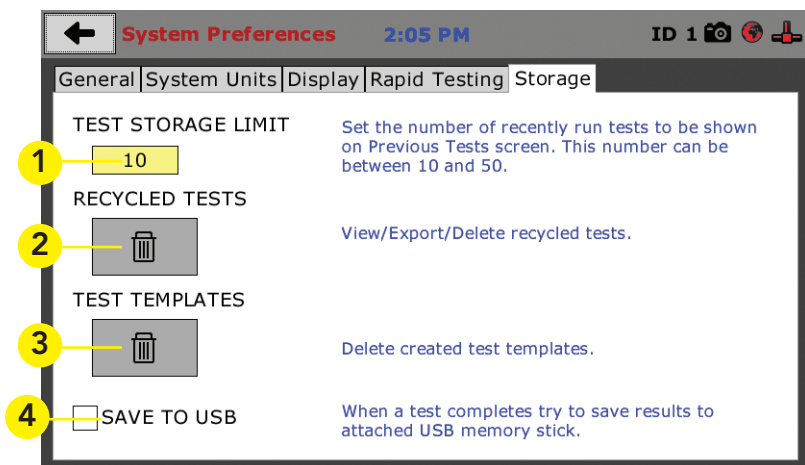 System Preferences 2:05 PM ID 1
General System Units Display Rapid Testing Storage
TEST STORAGE LIMIT
Set the number of recently run tests to be shown
on Previous Tests screen. This number can be
between 10 and 50.
1
10
RECYCLED TESTS
2
View/Export/Delete recycled tests.
TEST TEMPLATES
3
Delete created test templates.
4
SAVE TO USB
When a test completes try to save results to
attached USB memory stick.